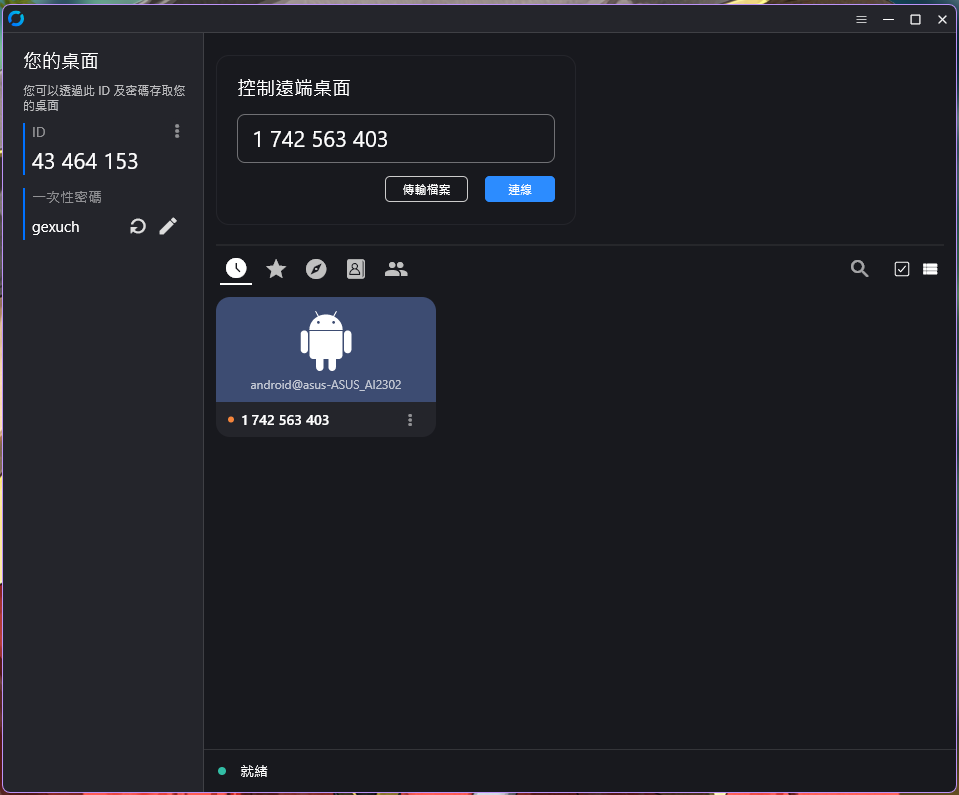 您的桌面
您可以透過此 ID 及密碼存取您
的桌面
ID
43 464 153
一次性密碼
gexuch
控制遠端桌面
1 742 563 403
傳輸檔案
連線
android@asus-ASUS_AI2302
1 742 563 403
就緒